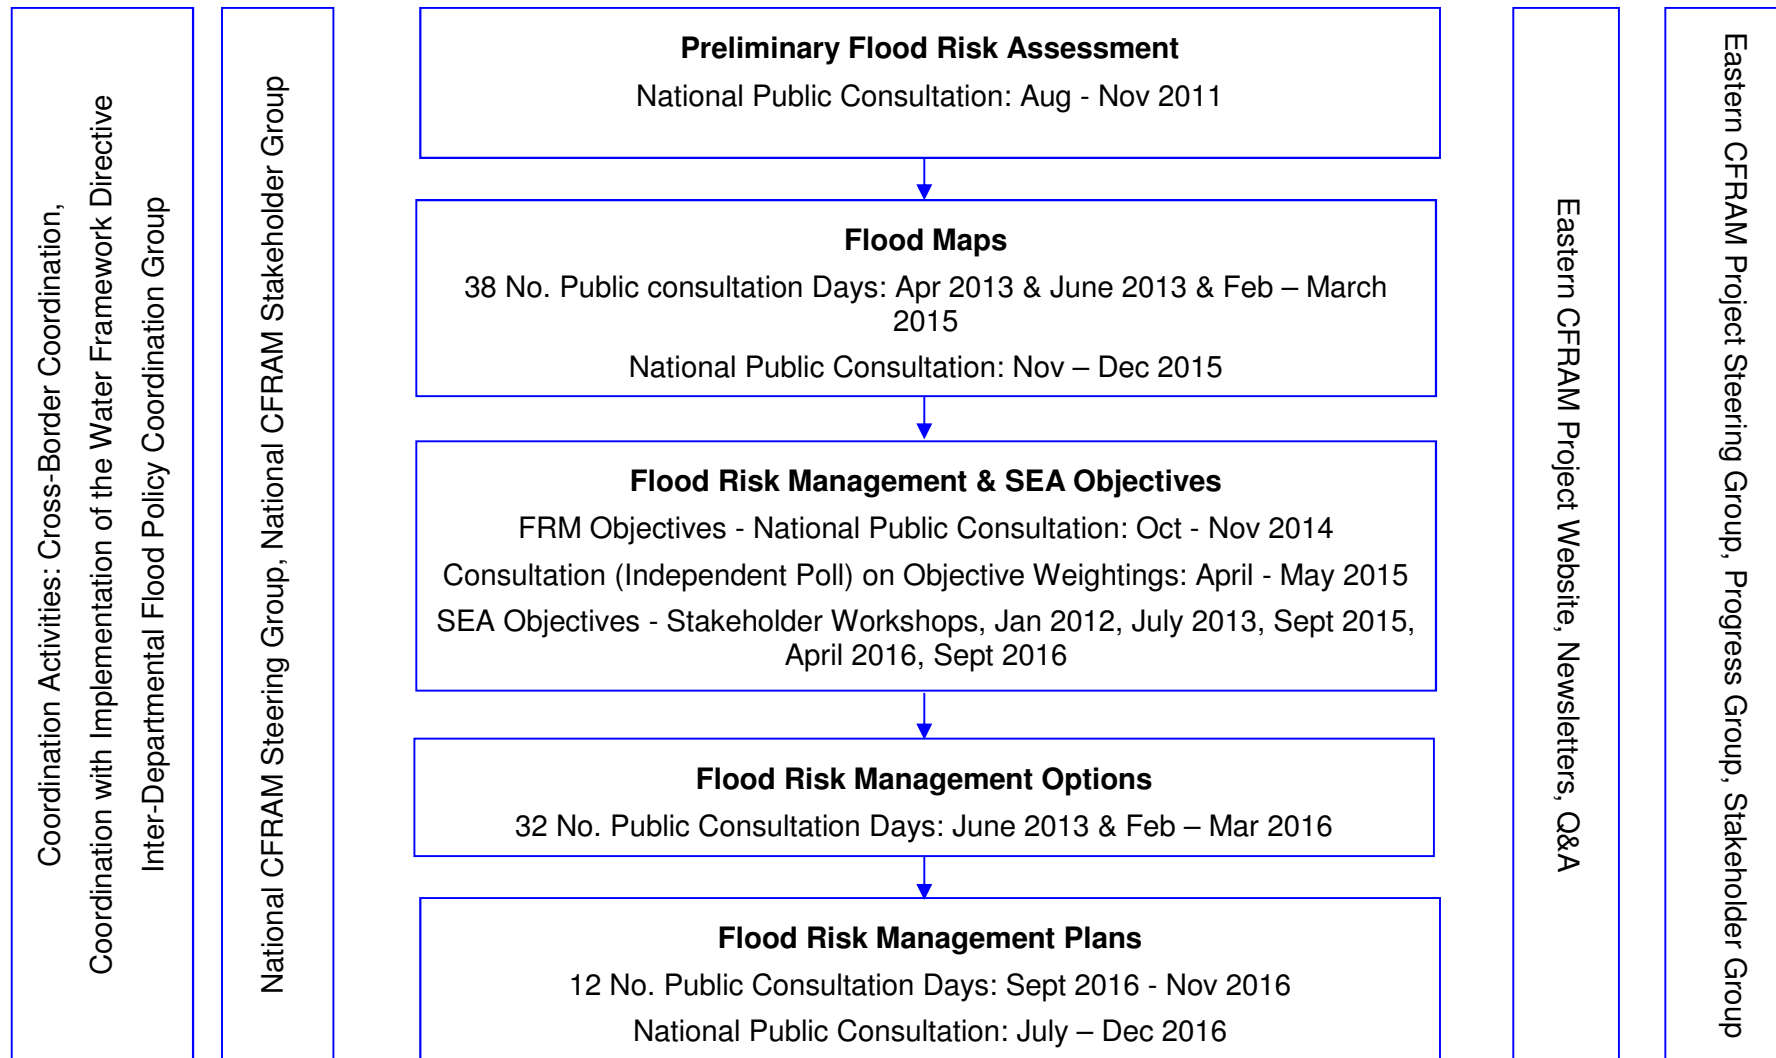 Coordination Activities: Cross-Border Coordination,
Coordination with Implementation of the Water Framework Directive
Inter-Departmental Flood Policy Coordination Group
National CFRAM Steering Group, National CFRAM Stakeholder Group
Preliminary Flood Risk Assessment
National Public Consultation: Aug - Nov 2011
Flood Maps
38 No. Public consultation Days: Apr 2013 & June 2013 & Feb – March
2015
National Public Consultation: Nov – Dec 2015
Flood Risk Management & SEA Objectives
FRM Objectives - National Public Consultation: Oct - Nov 2014
Consultation (Independent Poll) on Objective Weightings: April - May 2015
SEA Objectives - Stakeholder Workshops, Jan 2012, July 2013, Sept 2015,
April 2016, Sept 2016
Flood Risk Management Options
32 No. Public Consultation Days: June 2013 & Feb – Mar 2016
Flood Risk Management Plans
12 No. Public Consultation Days: Sept 2016 - Nov 2016
National Public Consultation: July – Dec 2016
Eastern CFRAM Project Website, Newsletters, Q&A
Eastern CFRAM Project Steering Group, Progress Group, Stakeholder Group